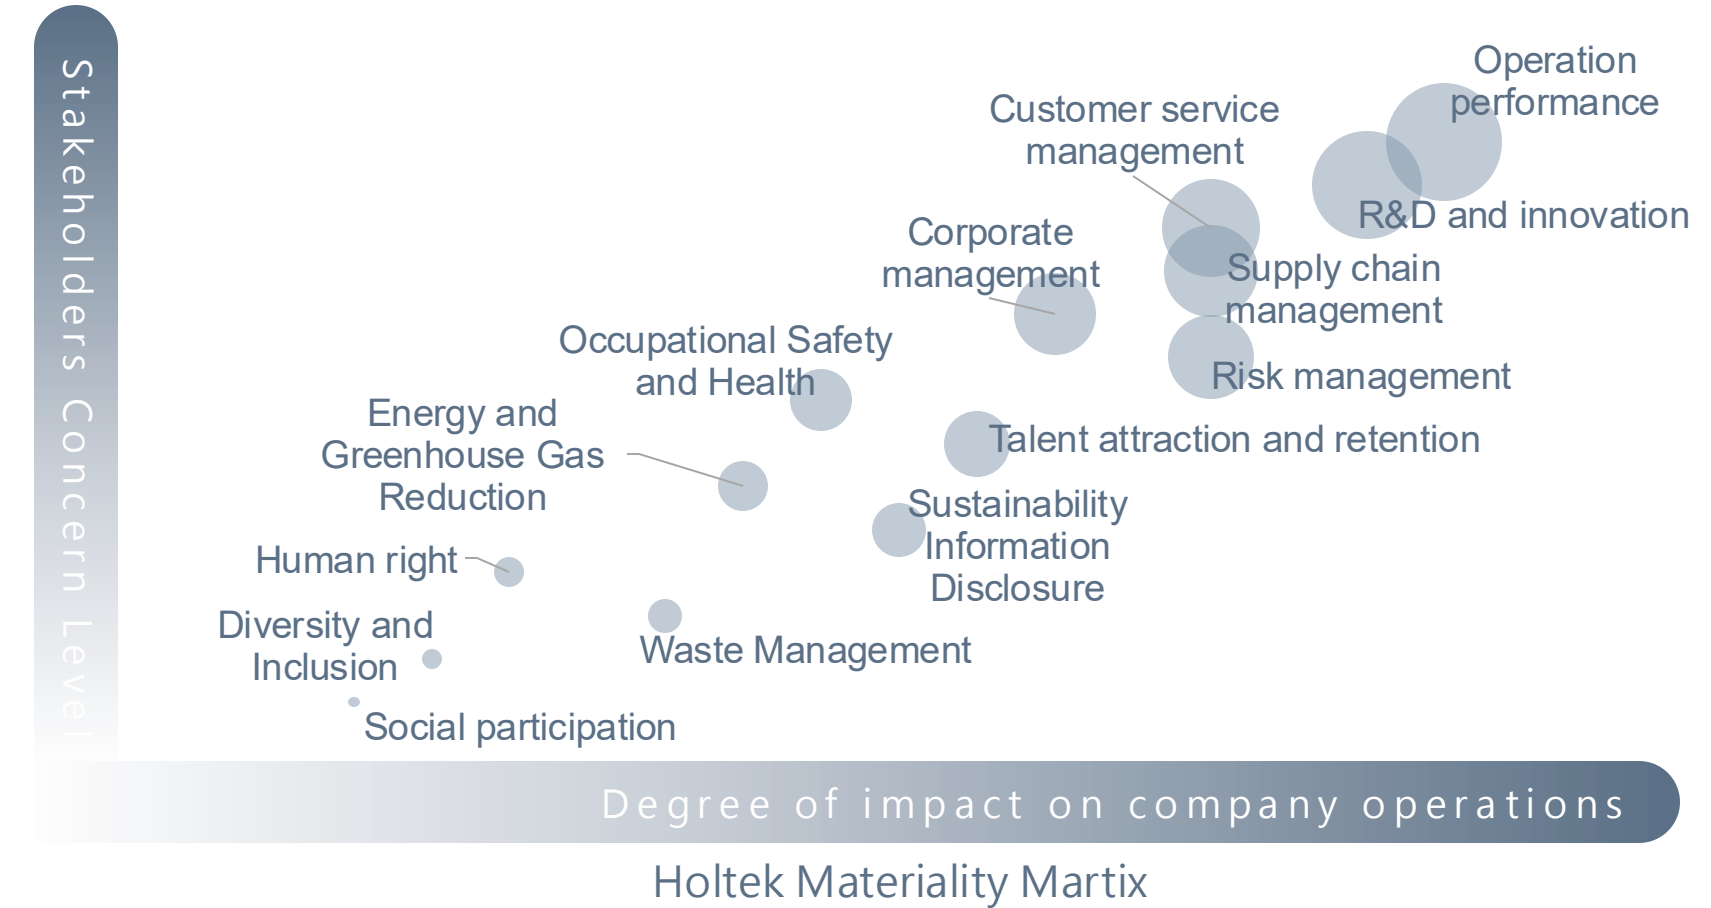 Stakeholders Concern Level
Operation
performance
Customer service
management
R&D and innovation
Corporate
management
Supply chain
management
Occupational Safety
and Health
Risk management
Energy and
Greenhouse Gas
Reduction
Talent attraction and retention
Sustainability
Information
Disclosure
Human right
Diversity and
Inclusion
Waste Management
Social participation
Degree of impact on company operations
Holtek Materiality Martix